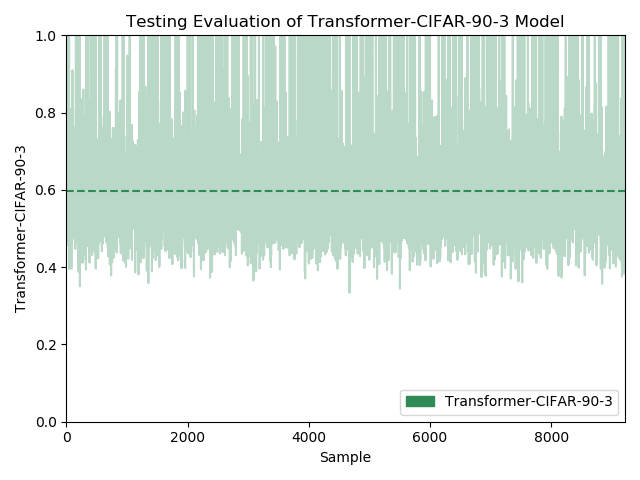 Testing Evaluation of Transformer-CIFAR-90-3 Model
1.0
0.8
0.6
0.4
0.2
0.0
Transformer-CIFAR-90-3
Transformer-CIFAR-90-3
0
2000
4000
6000
8000
Sample